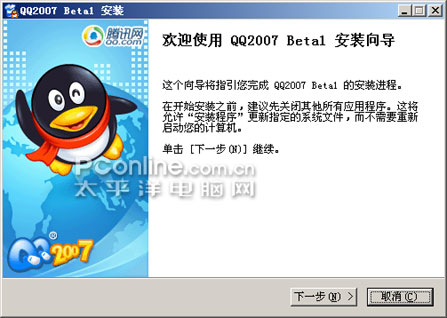 QQ2007 Beta1 安装
腾讯网
QQ.com
欢迎使用 QQ2007 Beta1 安装向导
这个向导将指引您完成 QQ2007 Beta1 的安装进程。
在开始安装之前,建议先关闭其他所有应用程序。这将
允许“安装程序”更新指定的系统文件,而不需要重新
启动您的计算机。
单击 [下一步(N)] 继续。
PConline.com.cn
太平洋电脑网
QQ2007
下一步(N) >
取消(C)